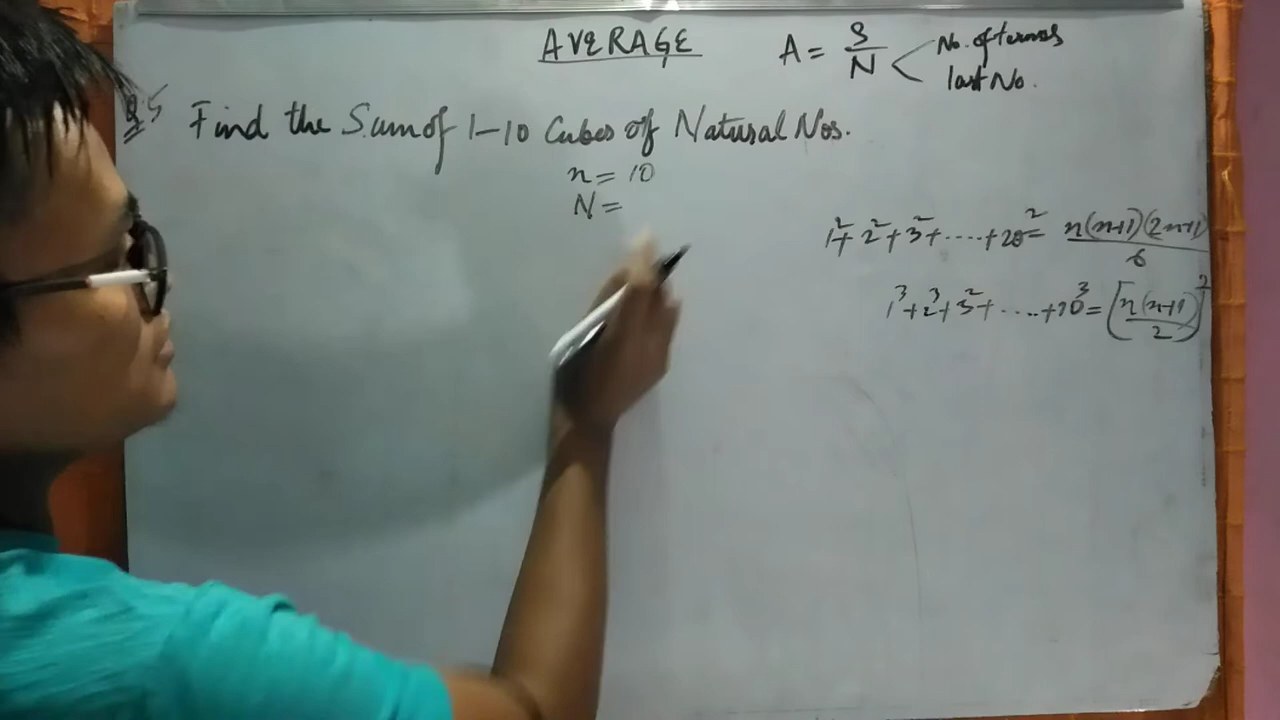 AVERAGE
A = S/N < No. of terms
last No.
Q5 Find the Sum of 1-10 Cubes of Natural Nos.
n = 10
N =
1²+2²+3²+....+20² = n(n+1)(2n+1)/6
1³+2³+3²+....+10³ = [n(n+1)/2]²